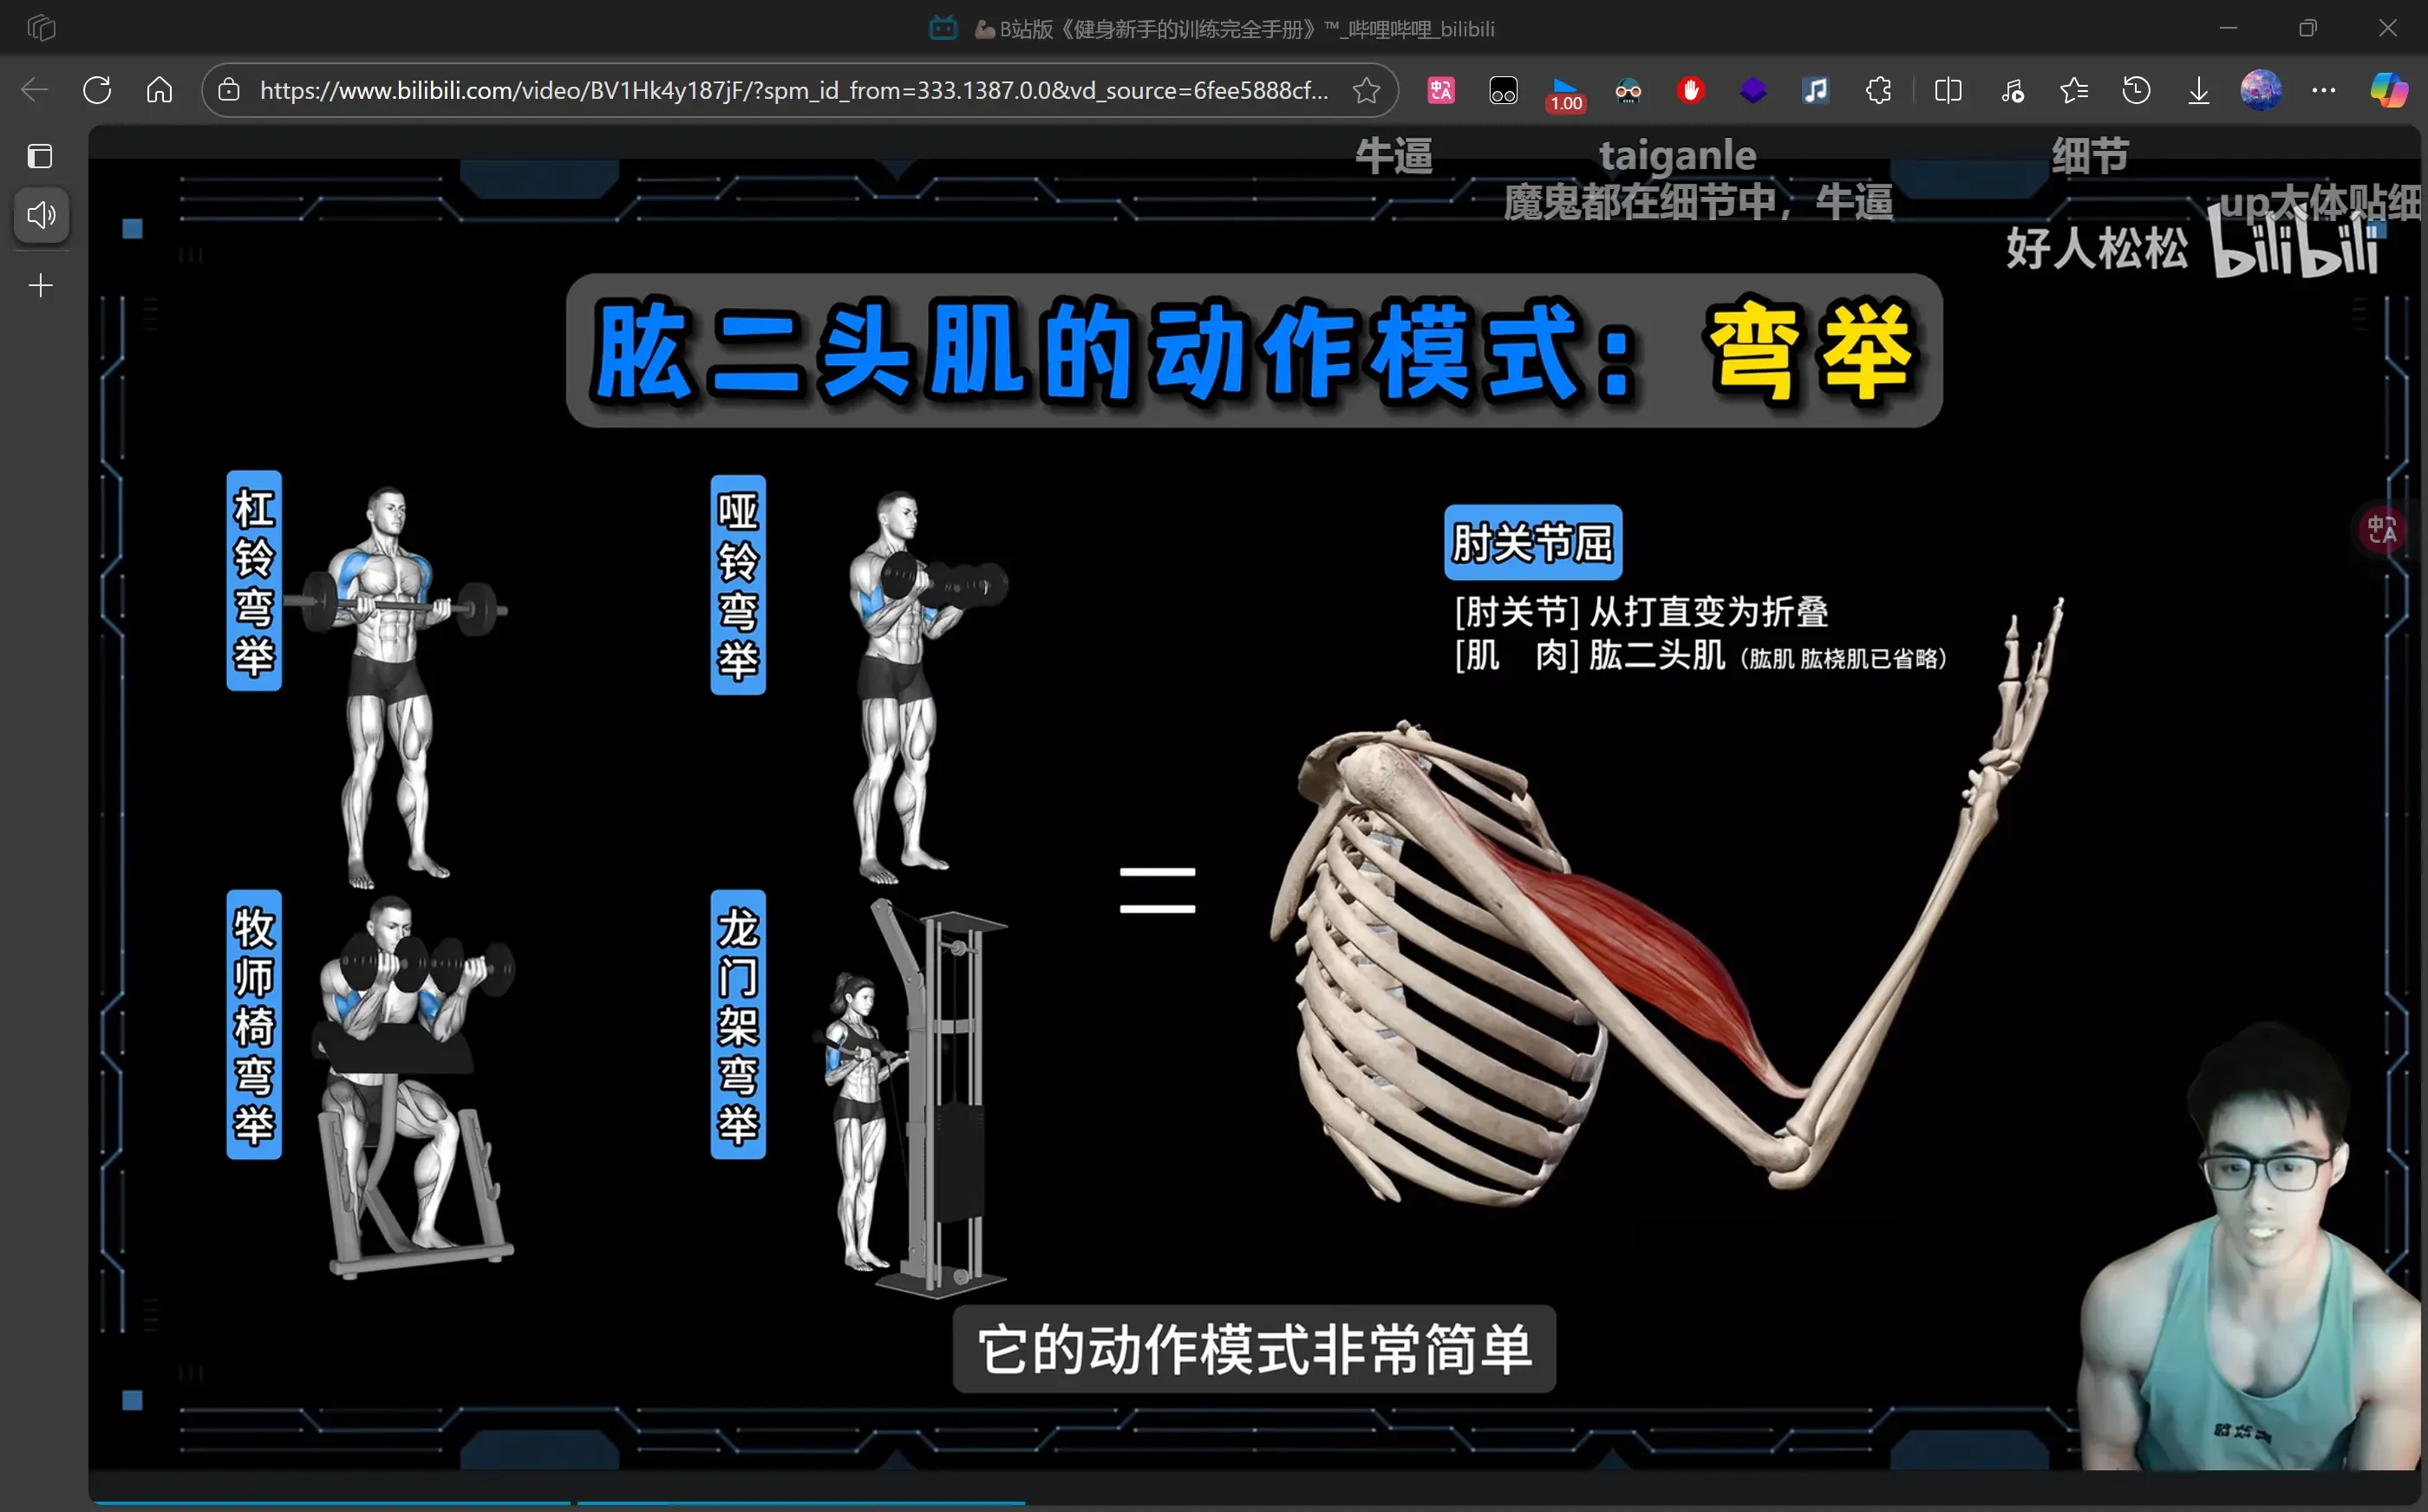 💪🏿B站版《健身新手的训练完全手册》™_哔哩哔哩_bilibili
https://www.bilibili.com/video/BV1Hk4y187jF/?spm_id_from=333.1387.0.0&vd_source=6fee5888cf...
1.00
牛逼
taiganle
细节
魔鬼都在细节中，牛逼
up太体贴细
好人松松
bilibili
肱二头肌的动作模式：弯举
杠铃弯举
哑铃弯举
肘关节屈
[肘关节] 从打直变为折叠
[肌 肉] 肱二头肌（肱肌 肱桡肌已省略）
牧师椅弯举
龙门架弯举
它的动作模式非常简单